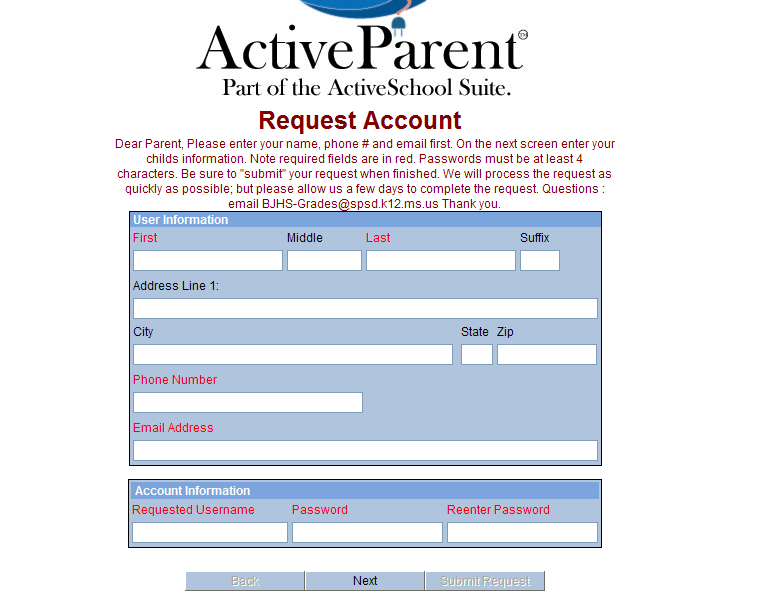 ActiveParent™
Part of the ActiveSchool Suite.
Request Account
Dear Parent, Please enter your name, phone # and email first. On the next screen enter your
childs information. Note required fields are in red. Passwords must be at least 4
characters. Be sure to "submit" your request when finished. We will process the request as
quickly as possible; but please allow us a few days to complete the request. Questions :
email BJHS-Grades@spsd.k12.ms.us Thank you.
User Information
First Middle Last Suffix
Address Line 1:
City State Zip
Phone Number
Email Address
Account Information
Requested Username Password Reenter Password
Back Next Submit Request